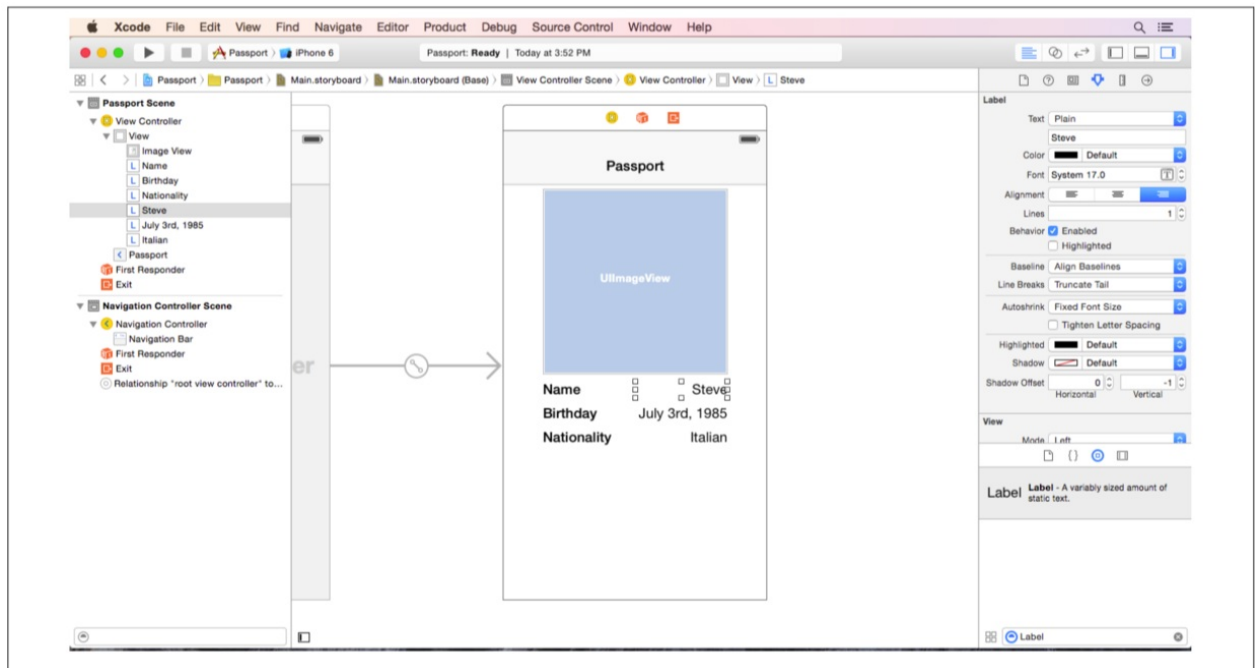 Xcode File Edit View Find Navigate Editor Product Debug Source Control Window Help
Passport iPhone 6 Passport: Ready | Today at 3:52 PM
Passport Passport Main.storyboard Main.storyboard (Base) View Controller Scene View Controller View L Steve
Passport Scene
View Controller
View
Image View
L Name
L Birthday
L Nationality
L Steve
L July 3rd, 1985
L Italian
Passport
First Responder
Exit
Navigation Controller Scene
Navigation Controller
Navigation Bar
First Responder
Exit
Relationship "root view controller" to...
er
Passport
UIImageView
Name Steve
Birthday July 3rd, 1985
Nationality Italian
Label
Text Plain
Steve
Color Default
Font System 17.0 T
Alignment
Lines 1
Behavior Enabled
Highlighted
Baseline Align Baselines
Line Breaks Truncate Tail
Autoshrink Fixed Font Size
Tighten Letter Spacing
Highlighted Default
Shadow Default
Shadow Offset 0 -1
Horizontal Vertical
View
Mode Left
{ }
Label Label - A variably sized amount of
static text.
Label